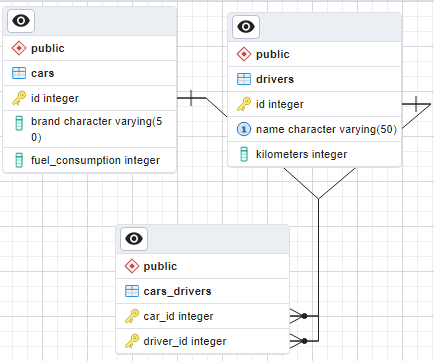 public
cars
id integer
brand character varying(5
0)
fuel_consumption integer
public
drivers
id integer
name character varying(50)
kilometers integer
public
cars_drivers
car_id integer
driver_id integer